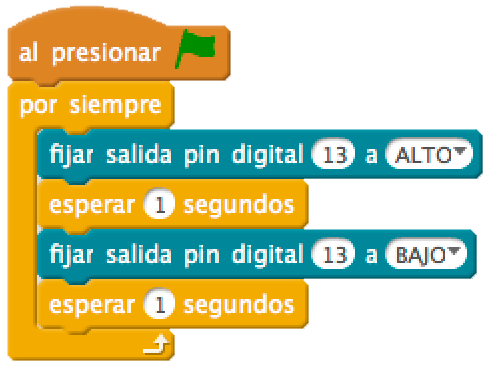 al presionar
por siempre
fijar salida pin digital 13 a ALTO
esperar 1 segundos
fijar salida pin digital 13 a BAJO
esperar 1 segundos